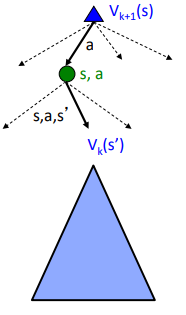 Vk+1(s)
a
s, a
s,a,s’
Vk(s’)